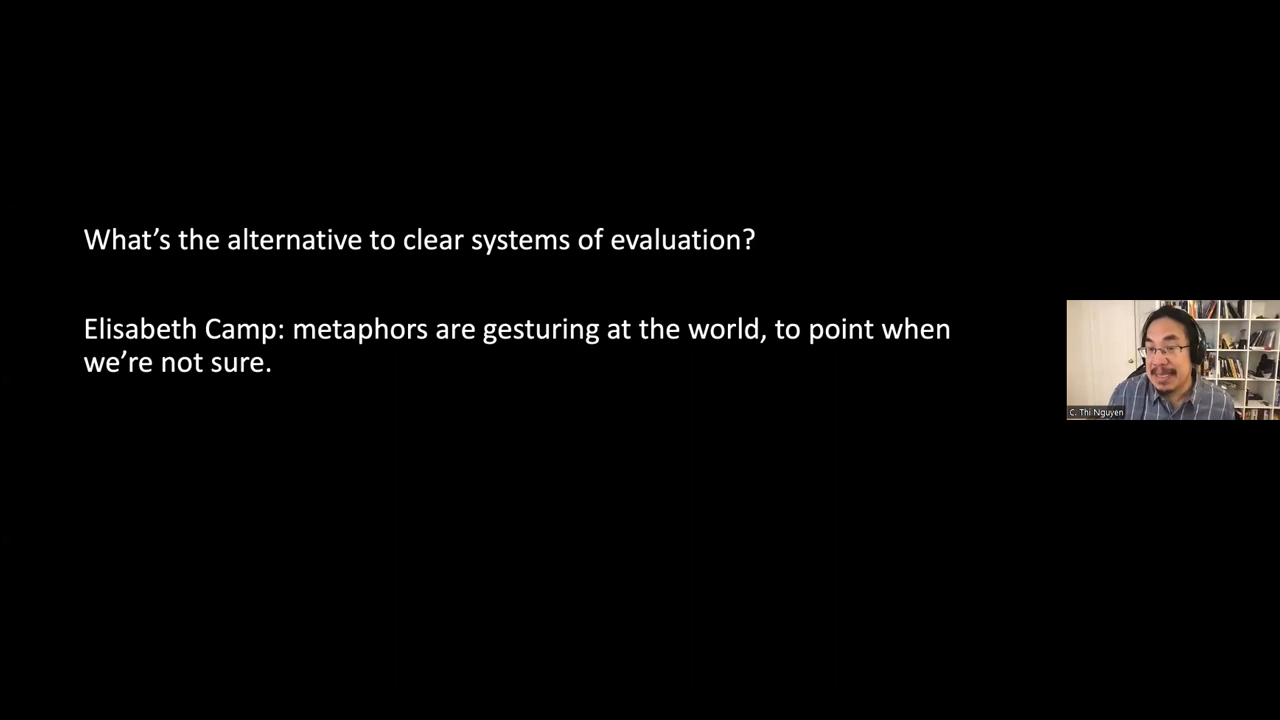 What’s the alternative to clear systems of evaluation?
Elisabeth Camp: metaphors are gesturing at the world, to point when
we’re not sure.
C. Thi Nguyen